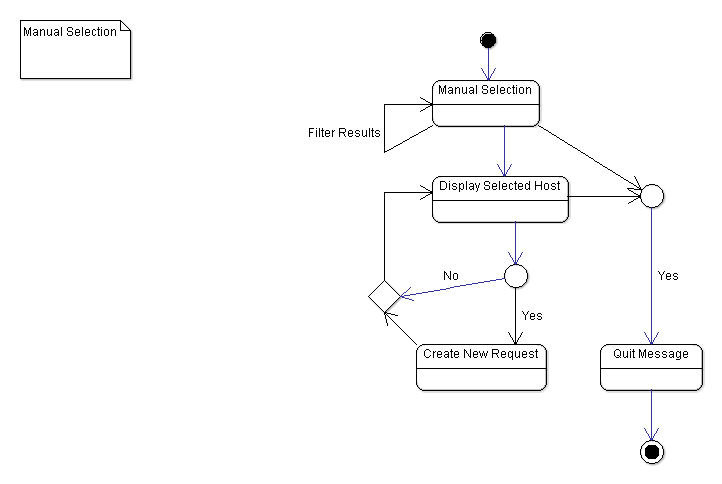 Manual Selection
Manual Selection
Filter Results
Display Selected Host
No
Yes
Yes
Create New Request
Quit Message